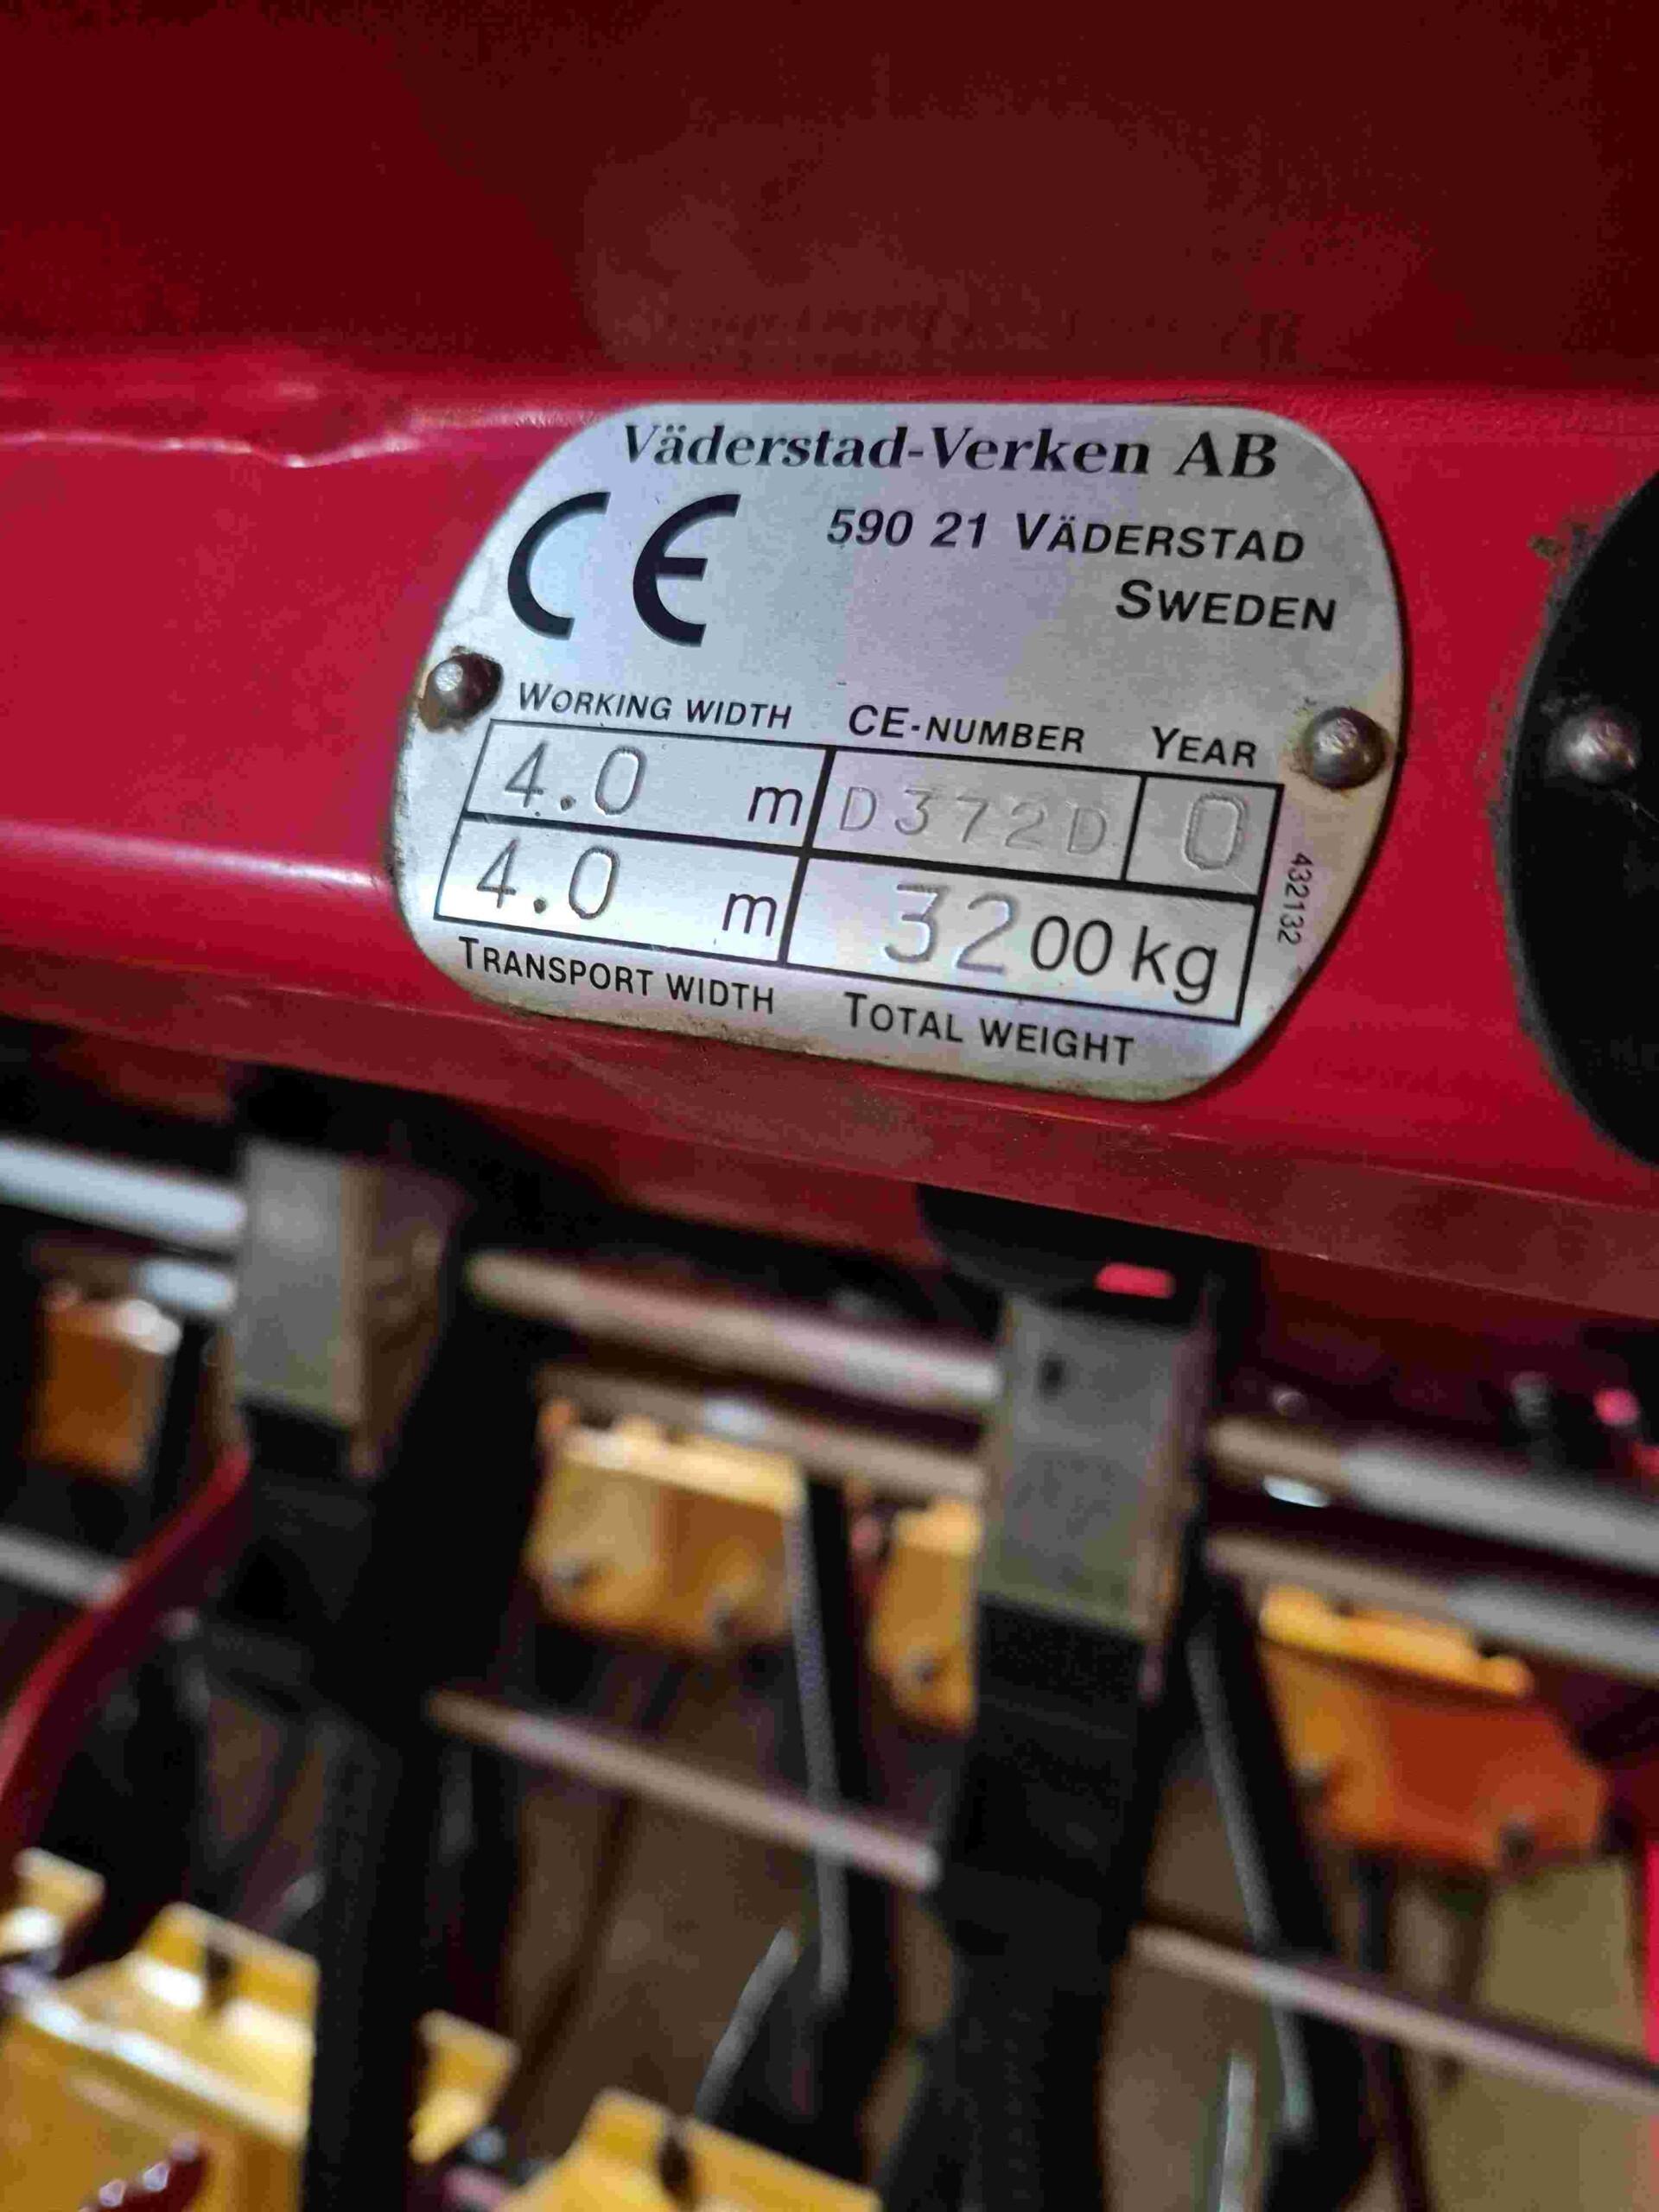 Väderstad-Verken AB
CE
590 21 VÄDERSTAD
SWEDEN
WORKING WIDTH CE-NUMBER YEAR
4.0 m D372D 0
4.0 m 3200 kg
TRANSPORT WIDTH TOTAL WEIGHT
432132